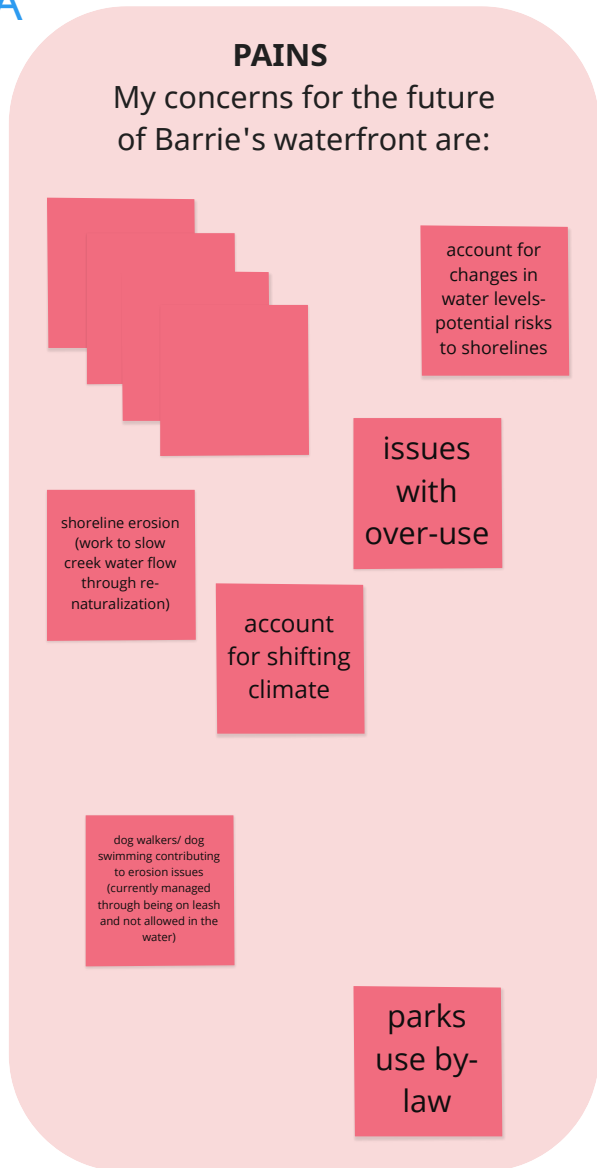 PAINS
My concerns for the future
of Barrie's waterfront are:
account for
changes in
water levels-
potential risks
to shorelines
issues
with
over-use
shoreline erosion
(work to slow
creek water flow
through re-
naturalization)
account
for shifting
climate
dog walkers/ dog
swimming contributing
to erosion issues
(currently managed
through being on leash
and not allowed in the
water)
parks
use by-
law